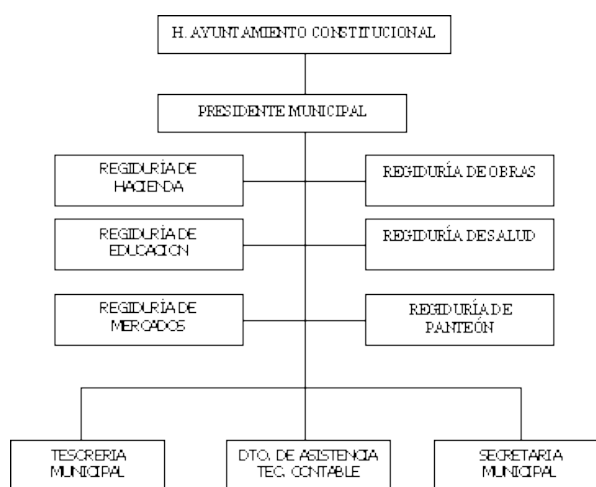 H. AYUNTAMIENTO CONSTITUCIONAL
PRESIDENTE MUNICIPAL
REGIDURÍA DE
HACIENDA
REGIDURÍA DE OBRAS
REGIDURÍA DE
EDUCACION
REGIDURÍA DE SALUD
REGIDURÍA DE
MERCADOS
REGIDURÍA DE
PANTEÓN
TESORERIA
MUNICIPAL
DTO. DE ASISTENCIA
TEC. CONTABLE
SECRETARIA
MUNICIPAL